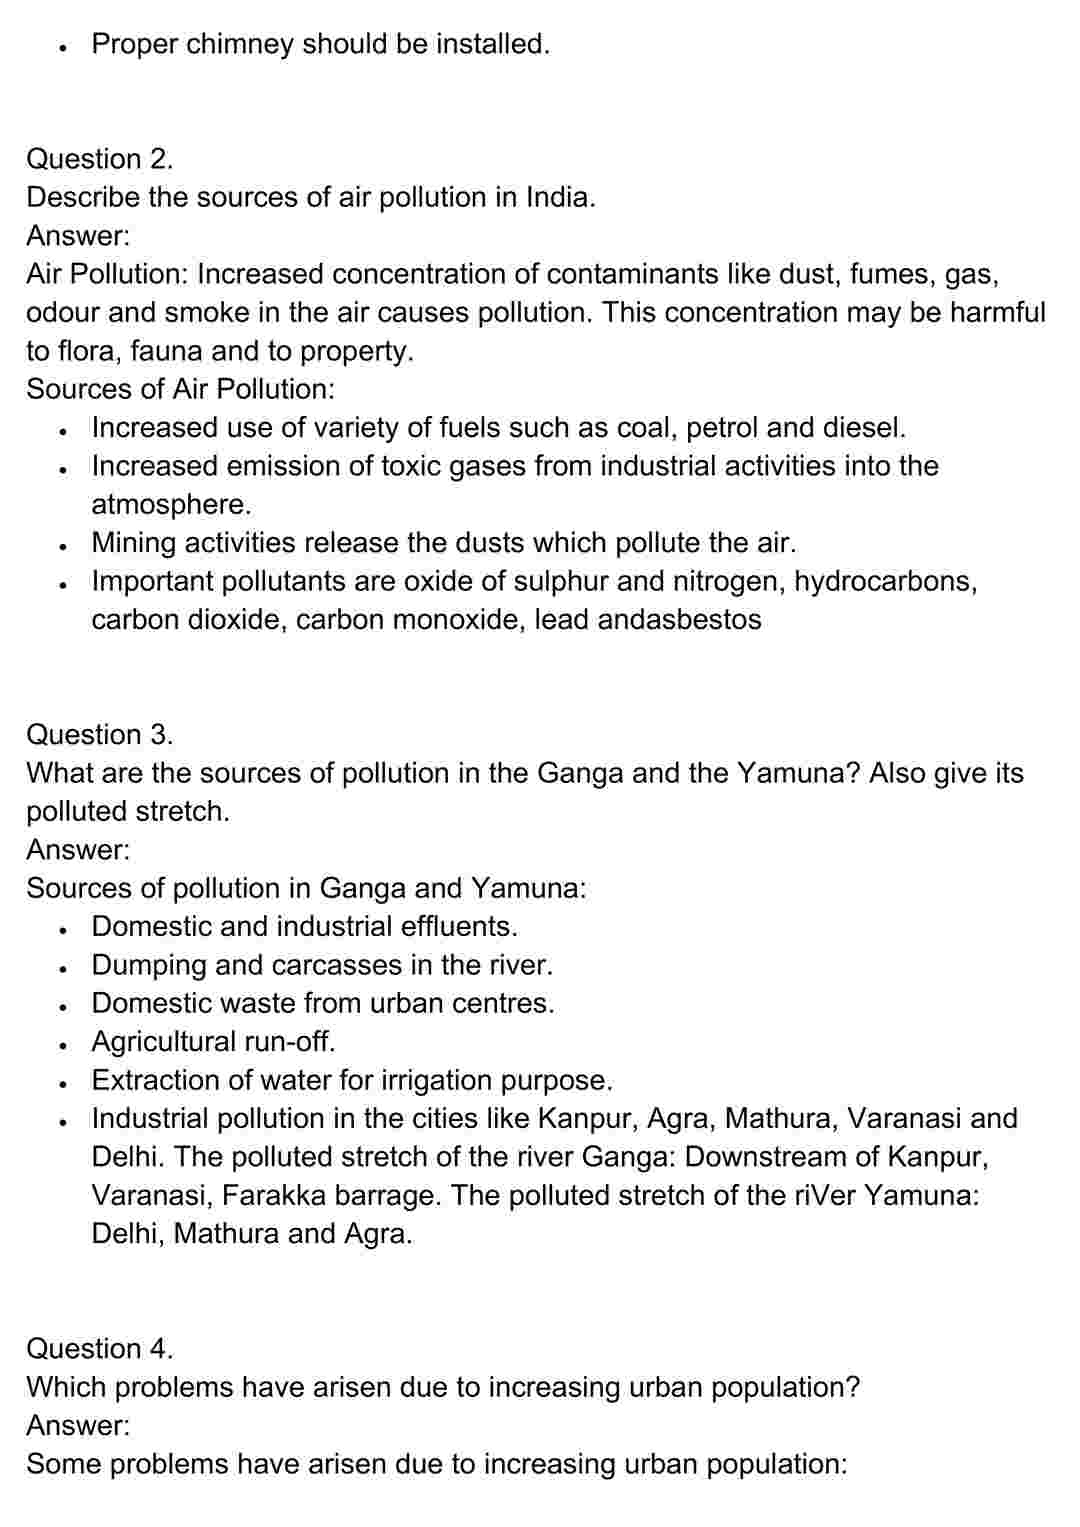 • Proper chimney should be installed.
Question 2.
Describe the sources of air pollution in India.
Answer:
Air Pollution: Increased concentration of contaminants like dust, fumes, gas,
odour and smoke in the air causes pollution. This concentration may be harmful
to flora, fauna and to property.
Sources of Air Pollution:
• Increased use of variety of fuels such as coal, petrol and diesel.
• Increased emission of toxic gases from industrial activities into the
atmosphere.
• Mining activities release the dusts which pollute the air.
• Important pollutants are oxide of sulphur and nitrogen, hydrocarbons,
carbon dioxide, carbon monoxide, lead andasbestos
Question 3.
What are the sources of pollution in the Ganga and the Yamuna? Also give its
polluted stretch.
Answer:
Sources of pollution in Ganga and Yamuna:
• Domestic and industrial effluents.
• Dumping and carcasses in the river.
• Domestic waste from urban centres.
• Agricultural run-off.
• Extraction of water for irrigation purpose.
• Industrial pollution in the cities like Kanpur, Agra, Mathura, Varanasi and
Delhi. The polluted stretch of the river Ganga: Downstream of Kanpur,
Varanasi, Farakka barrage. The polluted stretch of the riVer Yamuna:
Delhi, Mathura and Agra.
Question 4.
Which problems have arisen due to increasing urban population?
Answer:
Some problems have arisen due to increasing urban population: